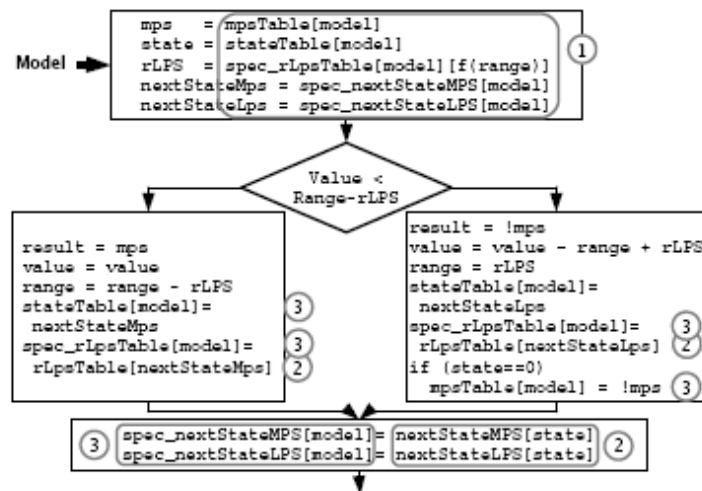 mps = mpsTable[model]
state = stateTable[model]
Model
rLPS = spec_rLpsTable[model][f(range)]
nextStateMps = spec_nextStateMPS[model]
nextStateLps = spec_nextStateLPS[model]
1
Value <
Range-rLPS
result = mps
value = value
range = range - rLPS
stateTable[model]=
3
nextStateMps
spec_rLpsTable[model]=
3
rLpsTable[nextStateMps]
2
result = !mps
value = value - range + rLPS
range = rLPS
stateTable[model]=
nextStateLps
spec_rLpsTable[model]=
3
rLpsTable[nextStateLps]
2
if (state==0)
mpsTable[model] = !mps
3
3
spec_nextStateMPS[model]= nextStateMPS[state]
spec_nextStateLPS[model]= nextStateLPS[state]
2